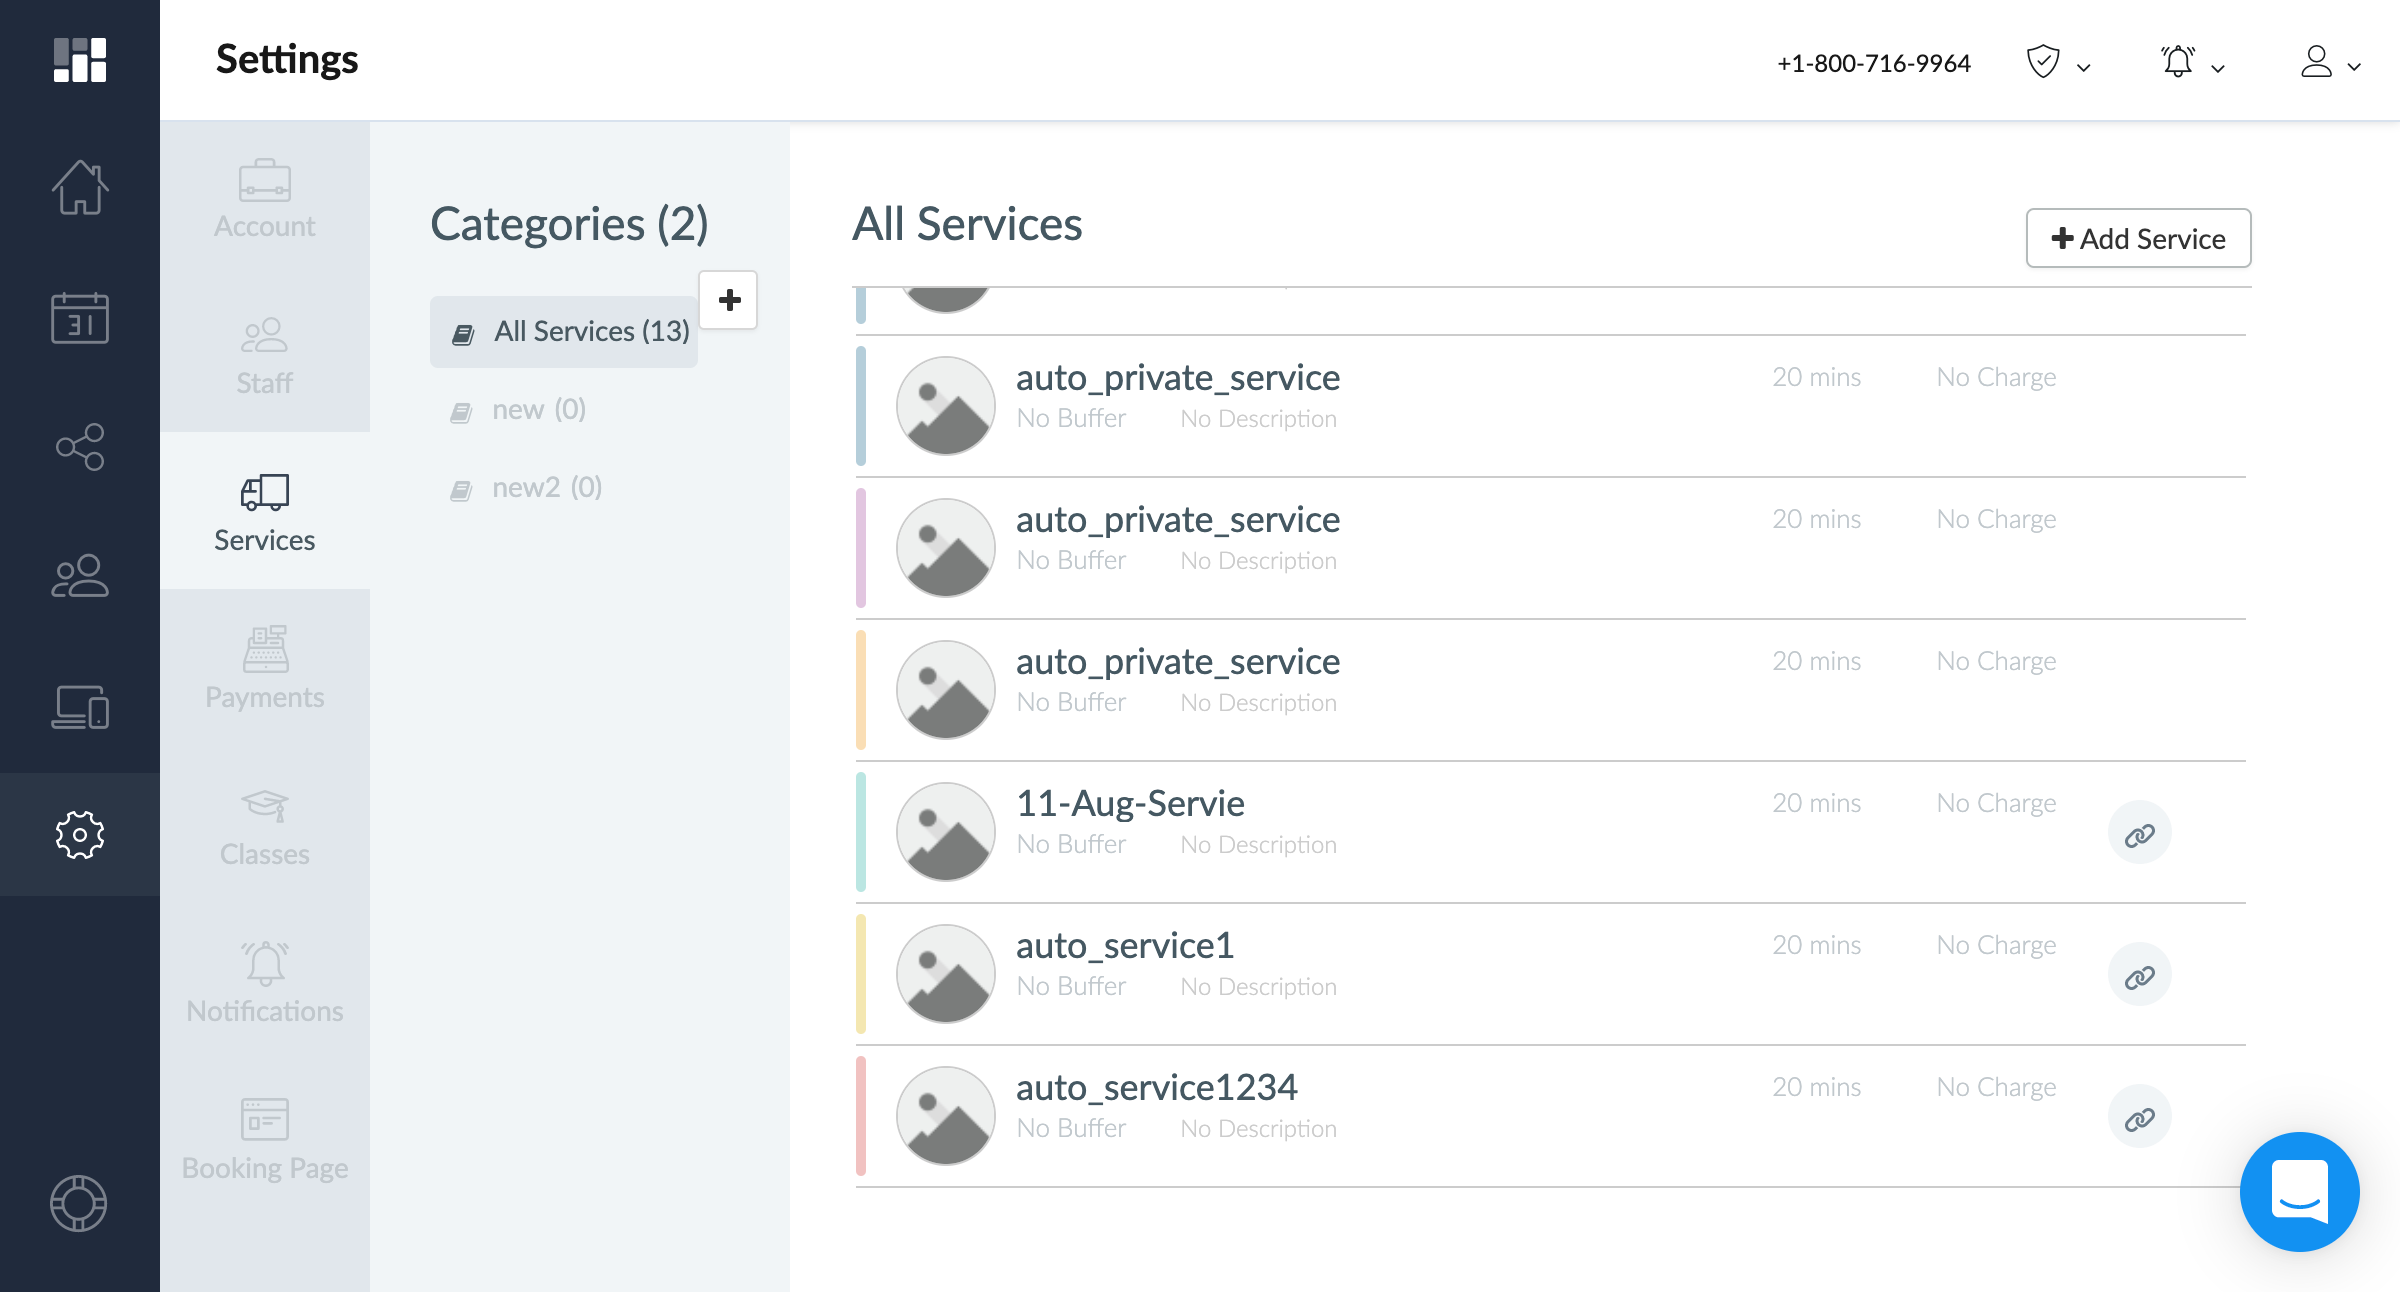 Settings
+1-800-716-9964
31
Account
Staff
Services
Payments
Classes
Notifications
Booking Page
Categories (2)
All Services (13)
new (0)
new2 (0)
All Services
Add Service
auto_private_service 20 mins No Charge
No Buffer No Description
auto_private_service 20 mins No Charge
No Buffer No Description
auto_private_service 20 mins No Charge
No Buffer No Description
11-Aug-Servie 20 mins No Charge
No Buffer No Description
auto_service1 20 mins No Charge
No Buffer No Description
auto_service1234 20 mins No Charge
No Buffer No Description